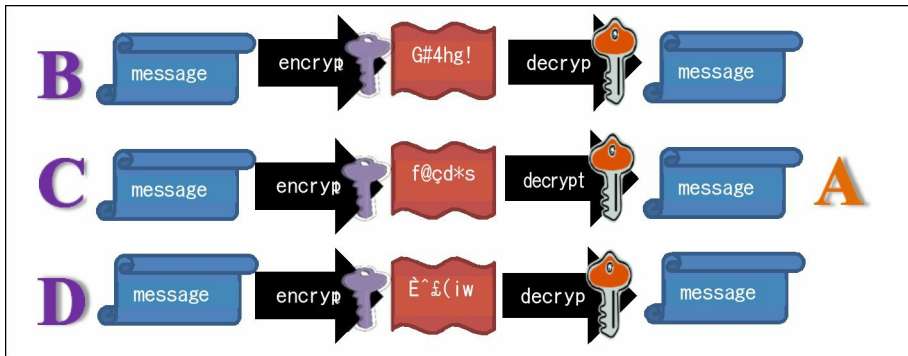 B message encryp G#4hg! decryp message
C message encryp f@çd*s decrypt message A
D message encryp È^£(iw decryp message